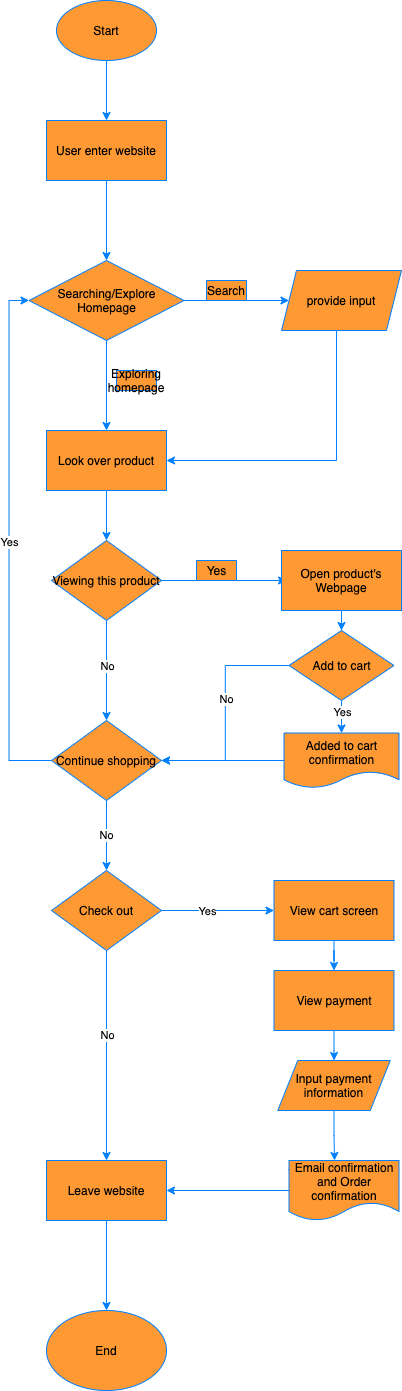 Start
User enter website
Searching/Explore
Homepage
Search
provide input
Exploring
homepage
Look over product
Viewing this product
Yes
Open product's
Webpage
Add to cart
No
Yes
Added to cart
confirmation
No
Continue shopping
Yes
No
Check out
Yes
View cart screen
View payment
Input payment
information
No
Email confirmation
and Order
confirmation
Leave website
End